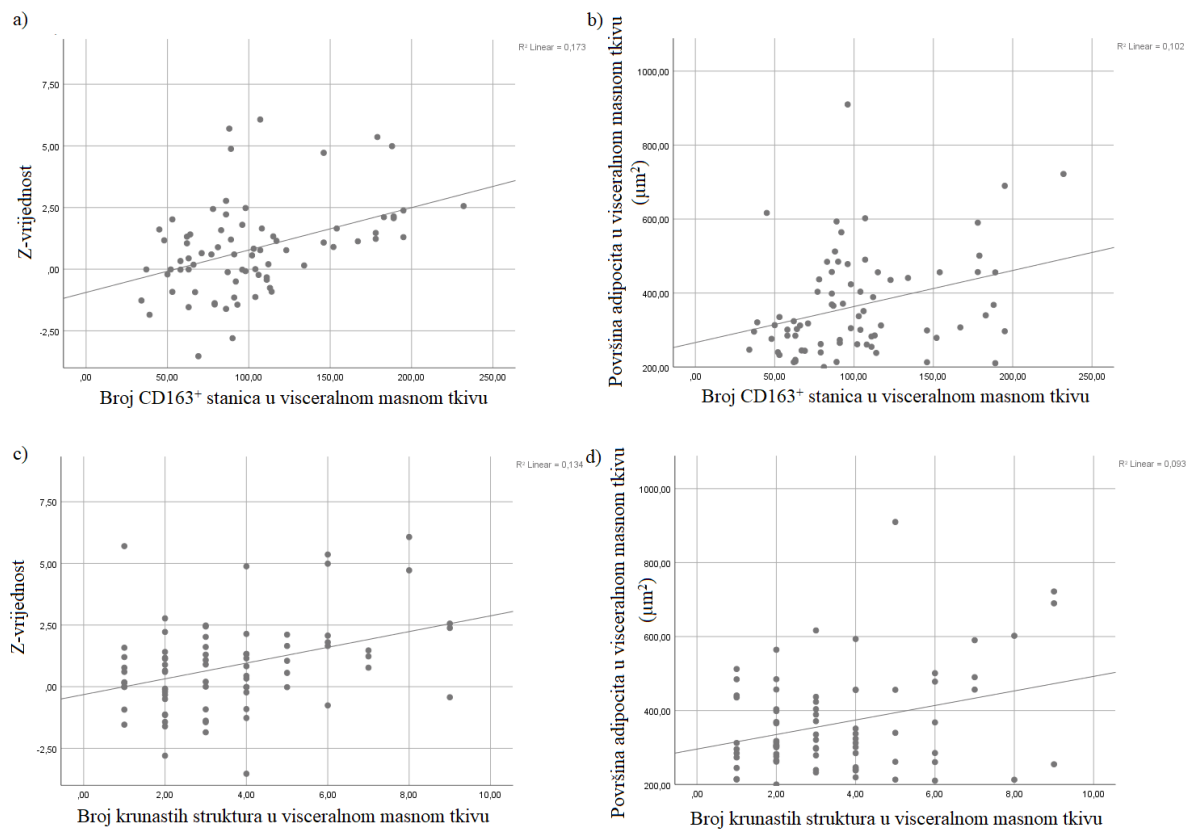 a)
R² Linear = 0,173
Z-vrijednost
7,50
5,00
2,50
,00
-2,50
,00 50,00 100,00 150,00 200,00 250,00
Broj CD163⁺ stanica u visceralnom masnom tkivu
b)
R² Linear = 0,102
Površina adipocita u visceralnom masnom tkivu
(μm²)
1000,00
800,00
600,00
400,00
200,00
,00 50,00 100,00 150,00 200,00 250,00
Broj CD163⁺ stanica u visceralnom masnom tkivu
c)
R² Linear = 0,134
Z-vrijednost
7,50
5,00
2,50
,00
-2,50
,00 2,00 4,00 6,00 8,00 10,00
Broj krunastih struktura u visceralnom masnom tkivu
d)
R² Linear = 0,093
Površina adipocita u visceralnom masnom tkivu
(μm²)
1000,00
800,00
600,00
400,00
200,00
,00 2,00 4,00 6,00 8,00 10,00
Broj krunastih struktura u visceralnom masnom tkivu